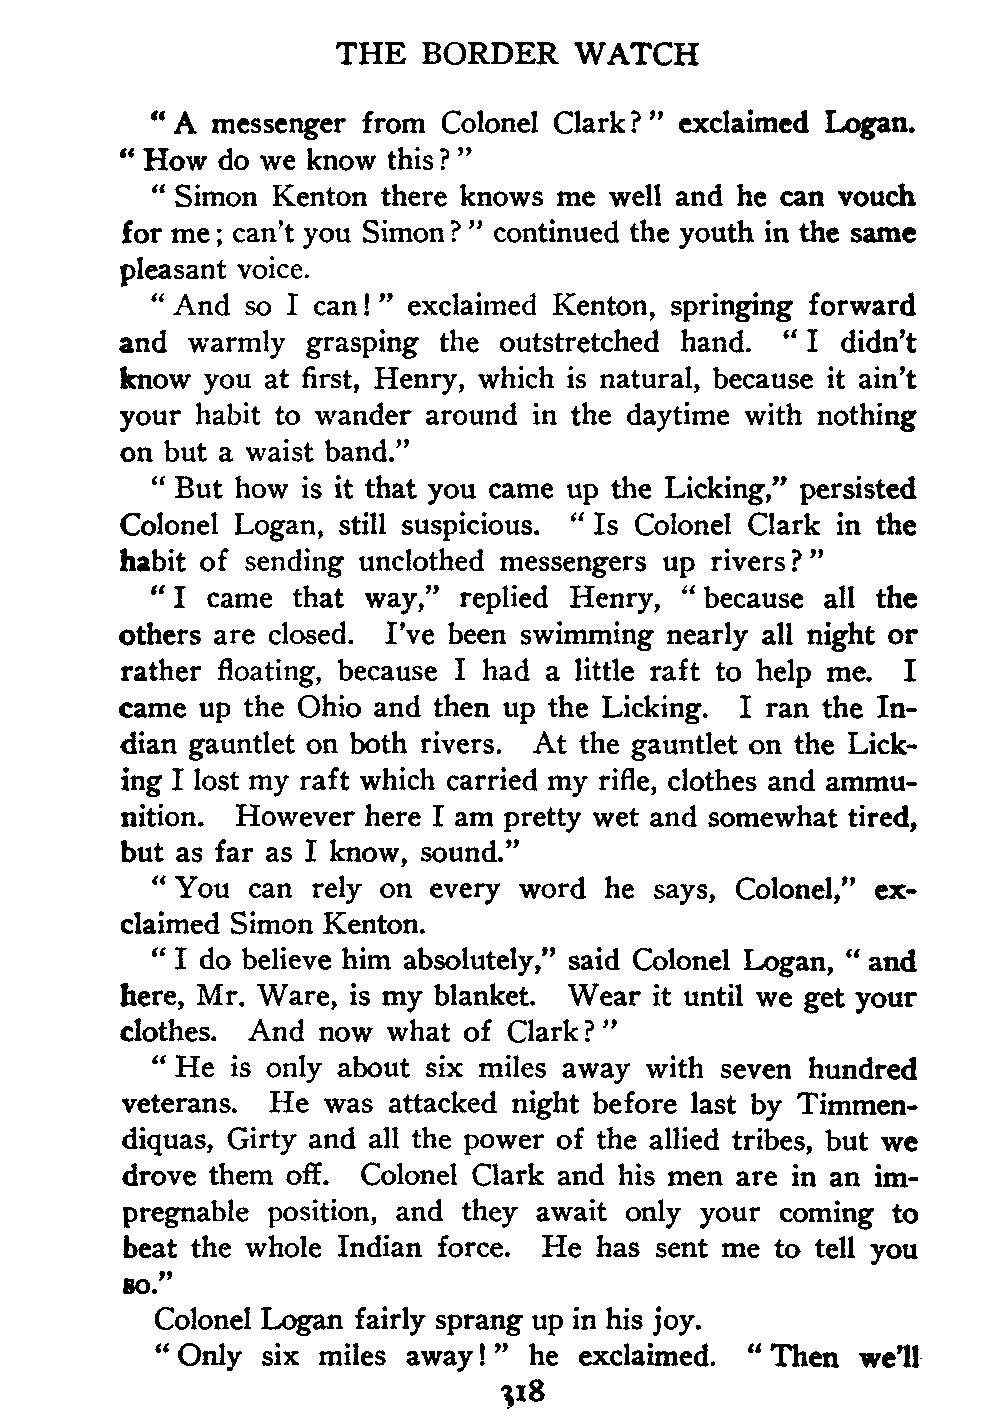 THE BORDER WATCH
“ A messenger from Colonel Clark? ” exclaimed Logan.
“ How do we know this? ”
“ Simon Kenton there knows me well and he can vouch
for me; can't you Simon? ” continued the youth in the same
pleasant voice.
“ And so I can! ” exclaimed Kenton, springing forward
and warmly grasping the outstretched hand. “ I didn't
know you at first, Henry, which is natural, because it ain't
your habit to wander around in the daytime with nothing
on but a waist band.”
“ But how is it that you came up the Licking,” persisted
Colonel Logan, still suspicious. “ Is Colonel Clark in the
habit of sending unclothed messengers up rivers? ”
“ I came that way,” replied Henry, “ because all the
others are closed. I've been swimming nearly all night or
rather floating, because I had a little raft to help me. I
came up the Ohio and then up the Licking. I ran the In-
dian gauntlet on both rivers. At the gauntlet on the Lick-
ing I lost my raft which carried my rifle, clothes and ammu-
nition. However here I am pretty wet and somewhat tired,
but as far as I know, sound.”
“ You can rely on every word he says, Colonel,” ex-
claimed Simon Kenton.
“ I do believe him absolutely,” said Colonel Logan, “ and
here, Mr. Ware, is my blanket. Wear it until we get your
clothes. And now what of Clark? ”
“ He is only about six miles away with seven hundred
veterans. He was attacked night before last by Timmen-
diquas, Girty and all the power of the allied tribes, but we
drove them off. Colonel Clark and his men are in an im-
pregnable position, and they await only your coming to
beat the whole Indian force. He has sent me to tell you
so.”
Colonel Logan fairly sprang up in his joy.
“ Only six miles away! ” he exclaimed. “ Then we'll
318